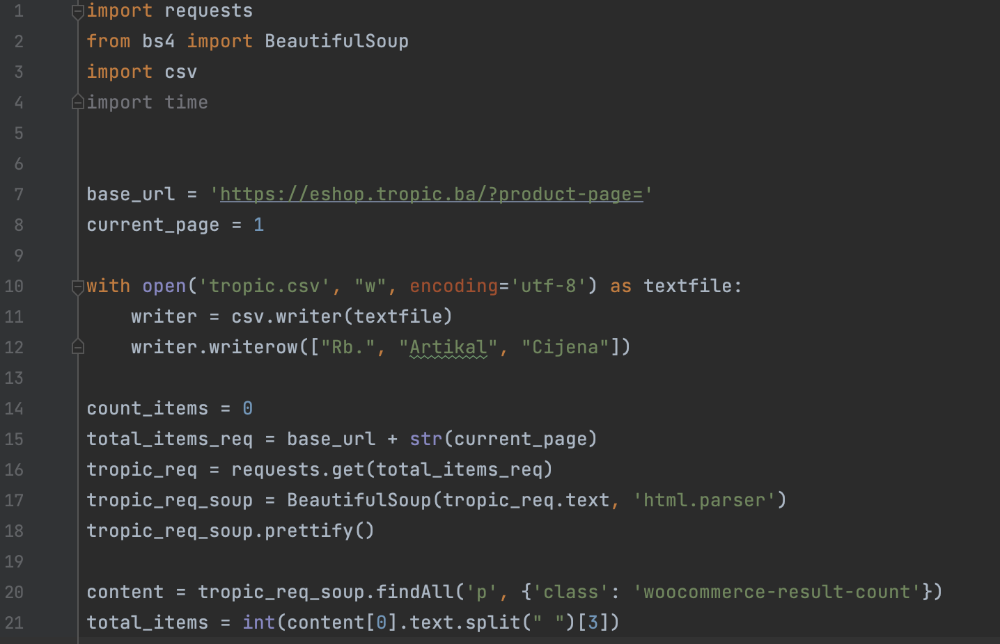 1 import requests
2 from bs4 import BeautifulSoup
3 import csv
4 import time
5
6
7 base_url = 'https://eshop.tropic.ba/?product-page='
8 current_page = 1
9
10 with open('tropic.csv', "w", encoding='utf-8') as textfile:
11     writer = csv.writer(textfile)
12     writer.writerow(["Rb.", "Artikal", "Cijena"])
13
14 count_items = 0
15 total_items_req = base_url + str(current_page)
16 tropic_req = requests.get(total_items_req)
17 tropic_req_soup = BeautifulSoup(tropic_req.text, 'html.parser')
18 tropic_req_soup.prettify()
19
20 content = tropic_req_soup.findAll('p', {'class': 'woocommerce-result-count'})
21 total_items = int(content[0].text.split(" ")[3])